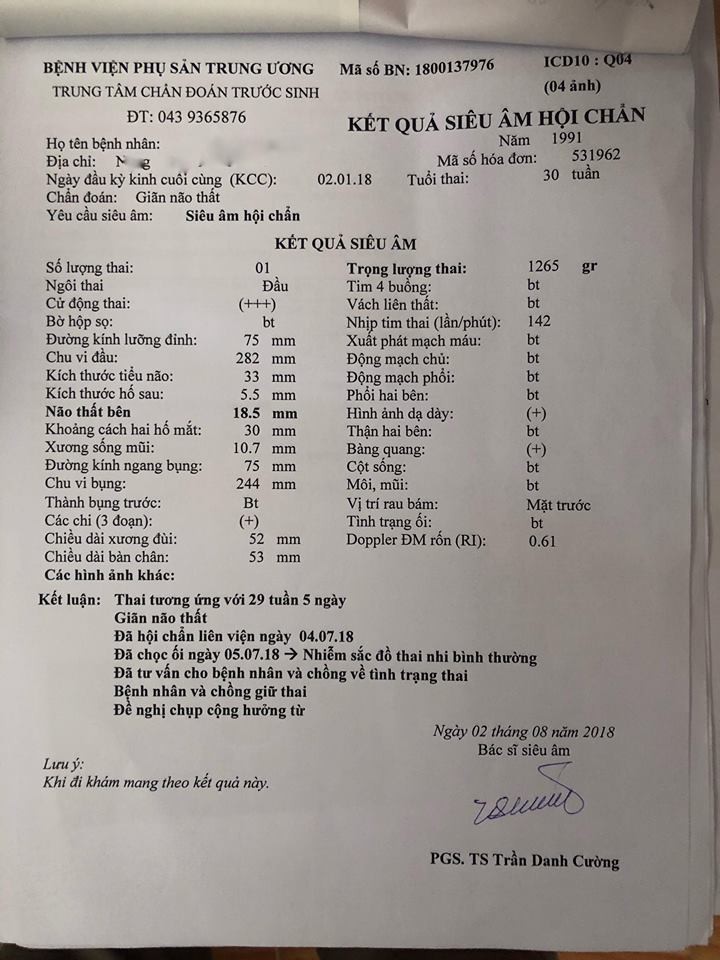 BỆNH VIỆN PHỤ SẢN TRUNG ƯƠNG
TRUNG TÂM CHẨN ĐOÁN TRƯỚC SINH
ĐT: 043 9365876
Mã số BN: 1800137976
ICD10 : Q04
(04 ảnh)
KẾT QUẢ SIÊU ÂM HỘI CHẨN
Họ tên bệnh nhân:
Năm 1991
Địa chỉ:
Mã số hóa đơn: 531962
Ngày đầu kỳ kinh cuối cùng (KCC): 02.01.18 Tuổi thai: 30 tuần
Chẩn đoán: Giãn não thất
Yêu cầu siêu âm: Siêu âm hội chẩn
KẾT QUẢ SIÊU ÂM
Số lượng thai: 01
Ngôi thai Đầu
Cử động thai: (+++)
Bờ hộp sọ: bt
Đường kính lưỡng đỉnh: 75 mm
Chu vi đầu: 282 mm
Kích thước tiểu não: 33 mm
Kích thước hố sau: 5.5 mm
Não thất bên 18.5 mm
Khoảng cách hai hố mắt: 30 mm
Xương sống mũi: 10.7 mm
Đường kính ngang bụng: 75 mm
Chu vi bụng: 244 mm
Thành bụng trước: Bt
Các chi (3 đoạn): (+)
Chiều dài xương đùi: 52 mm
Chiều dài bàn chân: 53 mm
Các hình ảnh khác:
Trọng lượng thai: 1265 gr
Tim 4 buồng: bt
Vách liên thất: bt
Nhịp tim thai (lần/phút): 142
Xuất phát mạch máu: bt
Động mạch chủ: bt
Động mạch phổi: bt
Phổi hai bên: bt
Hình ảnh dạ dày: (+)
Thận hai bên: bt
Bàng quang: (+)
Cột sống: bt
Môi, mũi: bt
Vị trí rau bám: Mặt trước
Tình trạng ối: bt
Doppler ĐM rốn (RI): 0.61
Kết luận: Thai tương ứng với 29 tuần 5 ngày
Giãn não thất
Đã hội chẩn liên viện ngày 04.07.18
Đã chọc ối ngày 05.07.18 → Nhiễm sắc đồ thai nhi bình thường
Đã tư vấn cho bệnh nhân và chồng về tình trạng thai
Bệnh nhân và chồng giữ thai
Đề nghị chụp cộng hưởng từ
Ngày 02 tháng 08 năm 2018
Bác sĩ siêu âm
Lưu ý:
Khi đi khám mang theo kết quả này.
PGS. TS Trần Danh Cường